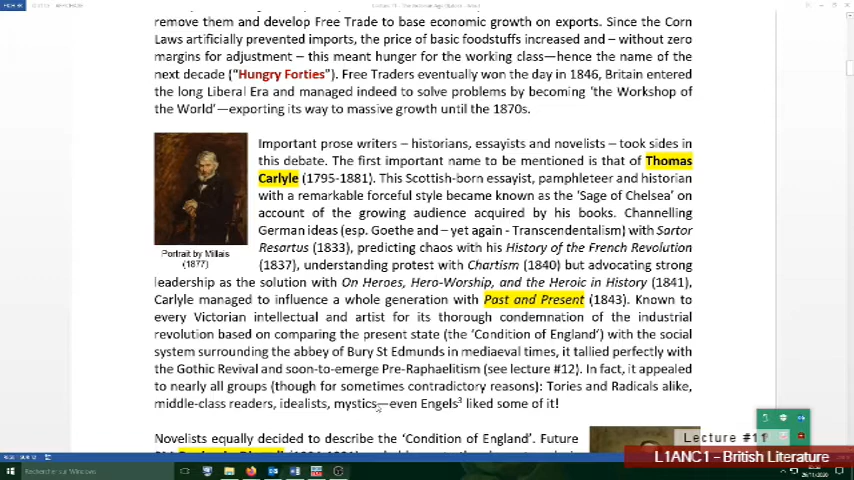 remove them and develop Free Trade to base economic growth on exports. Since the Corn
Laws artificially prevented imports, the price of basic foodstuffs increased and – without zero
margins for adjustment – this meant hunger for the working class—hence the name of the
next decade ("Hungry Forties"). Free Traders eventually won the day in 1846, Britain entered
the long Liberal Era and managed indeed to solve problems by becoming ‘the Workshop of
the World’—exporting its way to massive growth until the 1870s.
Important prose writers – historians, essayists and novelists – took sides in
this debate. The first important name to be mentioned is that of Thomas
Carlyle (1795-1881). This Scottish-born essayist, pamphleteer and historian
with a remarkable forceful style became known as the ‘Sage of Chelsea’ on
account of the growing audience acquired by his books. Channelling
German ideas (esp. Goethe and – yet again - Transcendentalism) with Sartor
Resartus (1833), predicting chaos with his History of the French Revolution
(1837), understanding protest with Chartism (1840) but advocating strong
Portrait by Millais
(1877)
leadership as the solution with On Heroes, Hero-Worship, and the Heroic in History (1841),
Carlyle managed to influence a whole generation with Past and Present (1843). Known to
every Victorian intellectual and artist for its thorough condemnation of the industrial
revolution based on comparing the present state (the ‘Condition of England’) with the social
system surrounding the abbey of Bury St Edmunds in mediaeval times, it tallied perfectly with
the Gothic Revival and soon-to-emerge Pre-Raphaelitism (see lecture #12). In fact, it appealed
to nearly all groups (though for sometimes contradictory reasons): Tories and Radicals alike,
middle-class readers, idealists, mystics—even Engels³ liked some of it!
Novelists equally decided to describe the ‘Condition of England’. Future
Lecture #11
L1ANC1 - British Literature
Rechercher sur Windows